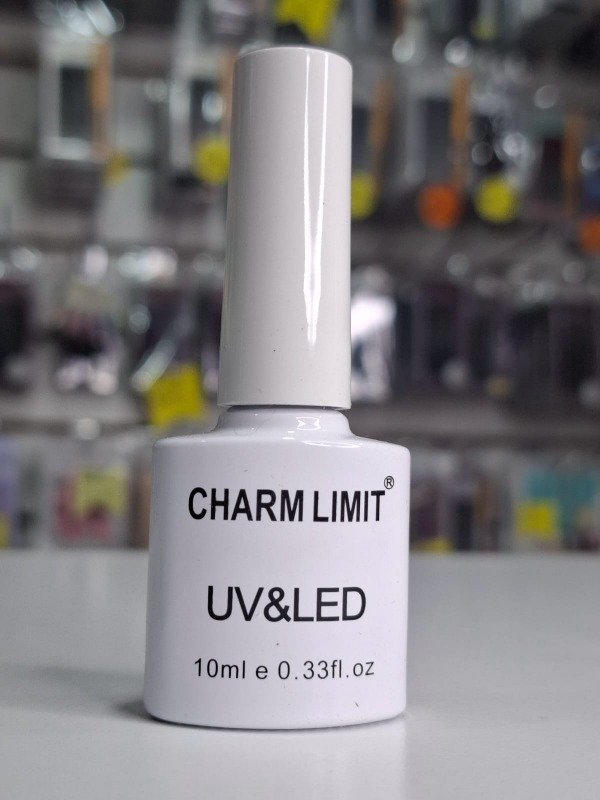 CHARM LIMIT®
UV&LED
10ml e 0.33fl.oz